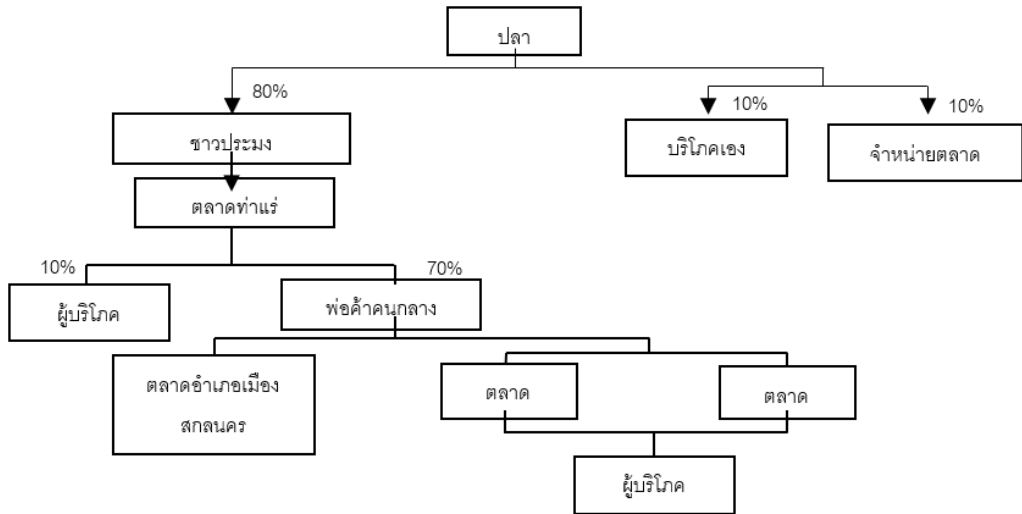 ปลา
80%
10%
10%
ชาวประมง
บริโภคเอง
จำหน่ายตลาด
ตลาดท่าแร่
10%
70%
ผู้บริโภค
พ่อค้าคนกลาง
ตลาดอำเภอเมือง
สกลนคร
ตลาด
ตลาด
ผู้บริโภค